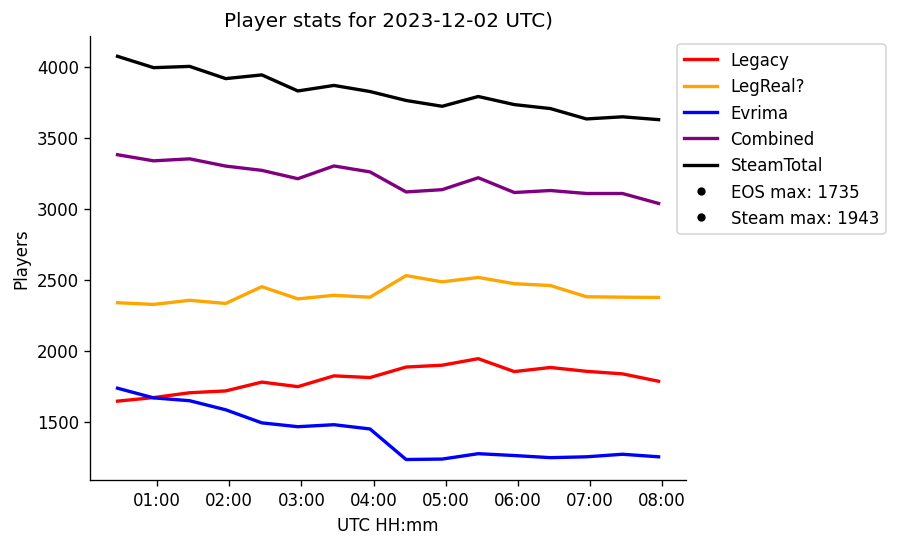 Player stats for 2023-12-02 UTC)
Legacy
LegReal?
Evrima
Combined
SteamTotal
EOS max: 1735
Steam max: 1943
Players
4000
3500
3000
2500
2000
1500
01:00 02:00 03:00 04:00 05:00 06:00 07:00 08:00
UTC HH:mm